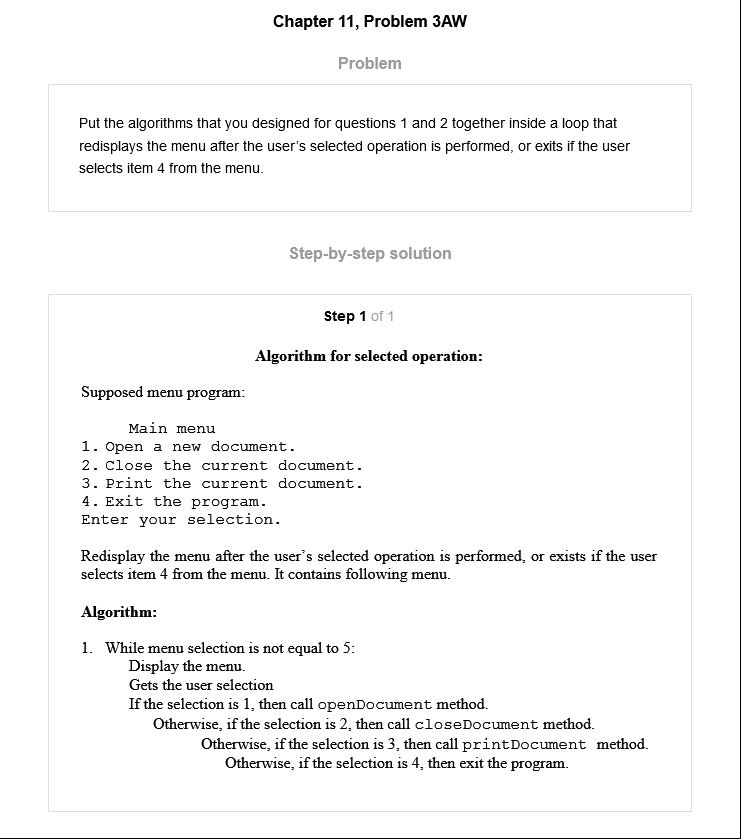 Chapter 11, Problem 3AW
Problem
Put the algorithms that you designed for questions 1 and 2 together inside a loop that
redisplays the menu after the user's selected operation is performed, or exits if the user
selects item 4 from the menu.
Step-by-step solution
Step 1 of 1
Algorithm for selected operation:
Supposed menu program:
Main menu
1. Open a new document.
2. Close the current document.
3. Print the current document.
4. Exit the program.
Enter your selection.
Redisplay the menu after the user's selected operation is performed, or exists if the user
selects item 4 from the menu. It contains following menu.
Algorithm:
1. While menu selection is not equal to 5:
Display the menu.
Gets the user selection
If the selection is 1, then call openDocument method.
Otherwise, if the selection is 2, then call closeDocument method.
Otherwise, if the selection is 3, then call printDocument method.
Otherwise, if the selection is 4, then exit the program.